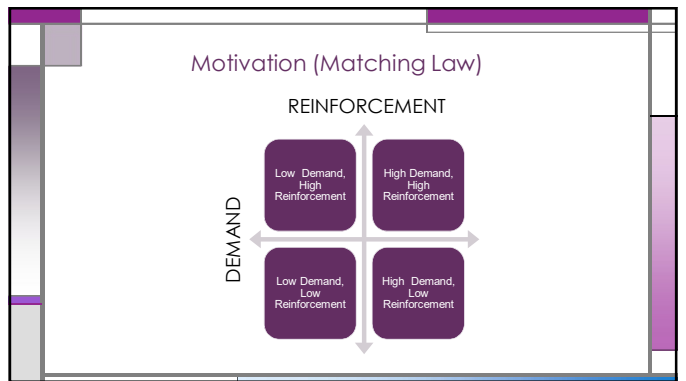 Motivation (Matching Law)
REINFORCEMENT
DEMAND
Low Demand,
High
Reinforcement
High Demand,
High
Reinforcement
Low Demand,
Low
Reinforcement
High Demand,
Low
Reinforcement